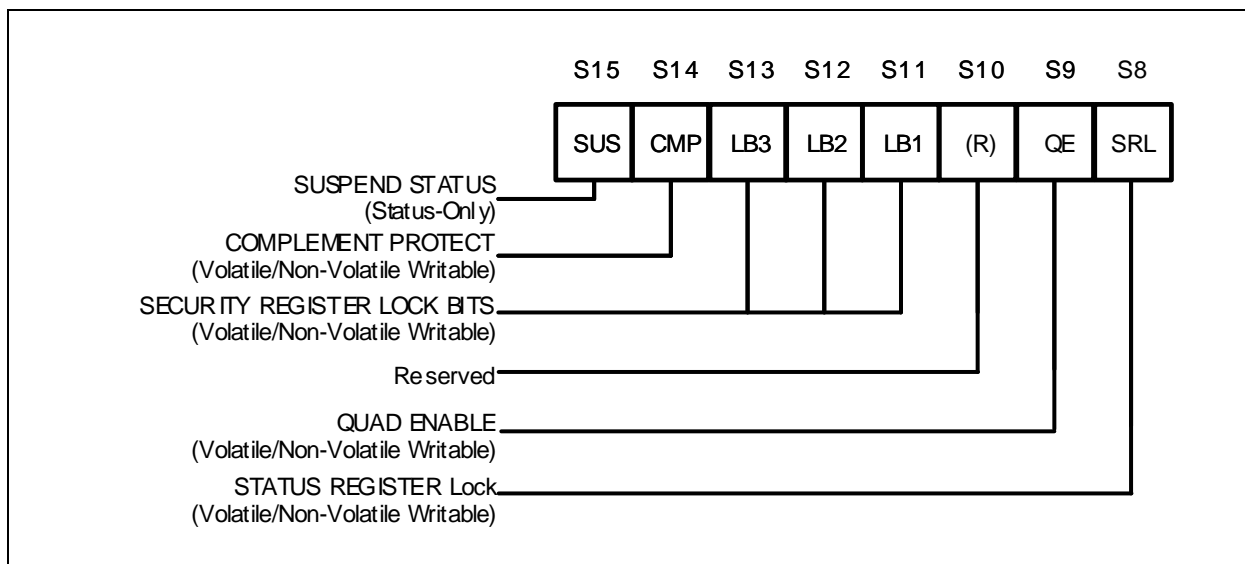 S15 S14 S13 S12 S11 S10 S9 S8
SUS CMP LB3 LB2 LB1 (R) QE SRL
SUSPEND STATUS
(Status-Only)
COMPLEMENT PROTECT
(Volatile/Non-Volatile Writable)
SECURITY REGISTER LOCK BITS
(Volatile/Non-Volatile Writable)
Reserved
QUAD ENABLE
(Volatile/Non-Volatile Writable)
STATUS REGISTER Lock
(Volatile/Non-Volatile Writable)